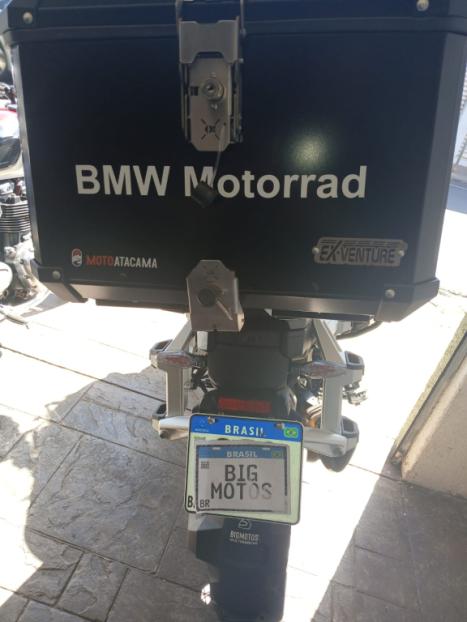 BMW Motorrad
MOTOATACAMA
EX-VENTURE
BRASIL
BRASIL
BIG
MOTOS
BR
BIGMOTOS